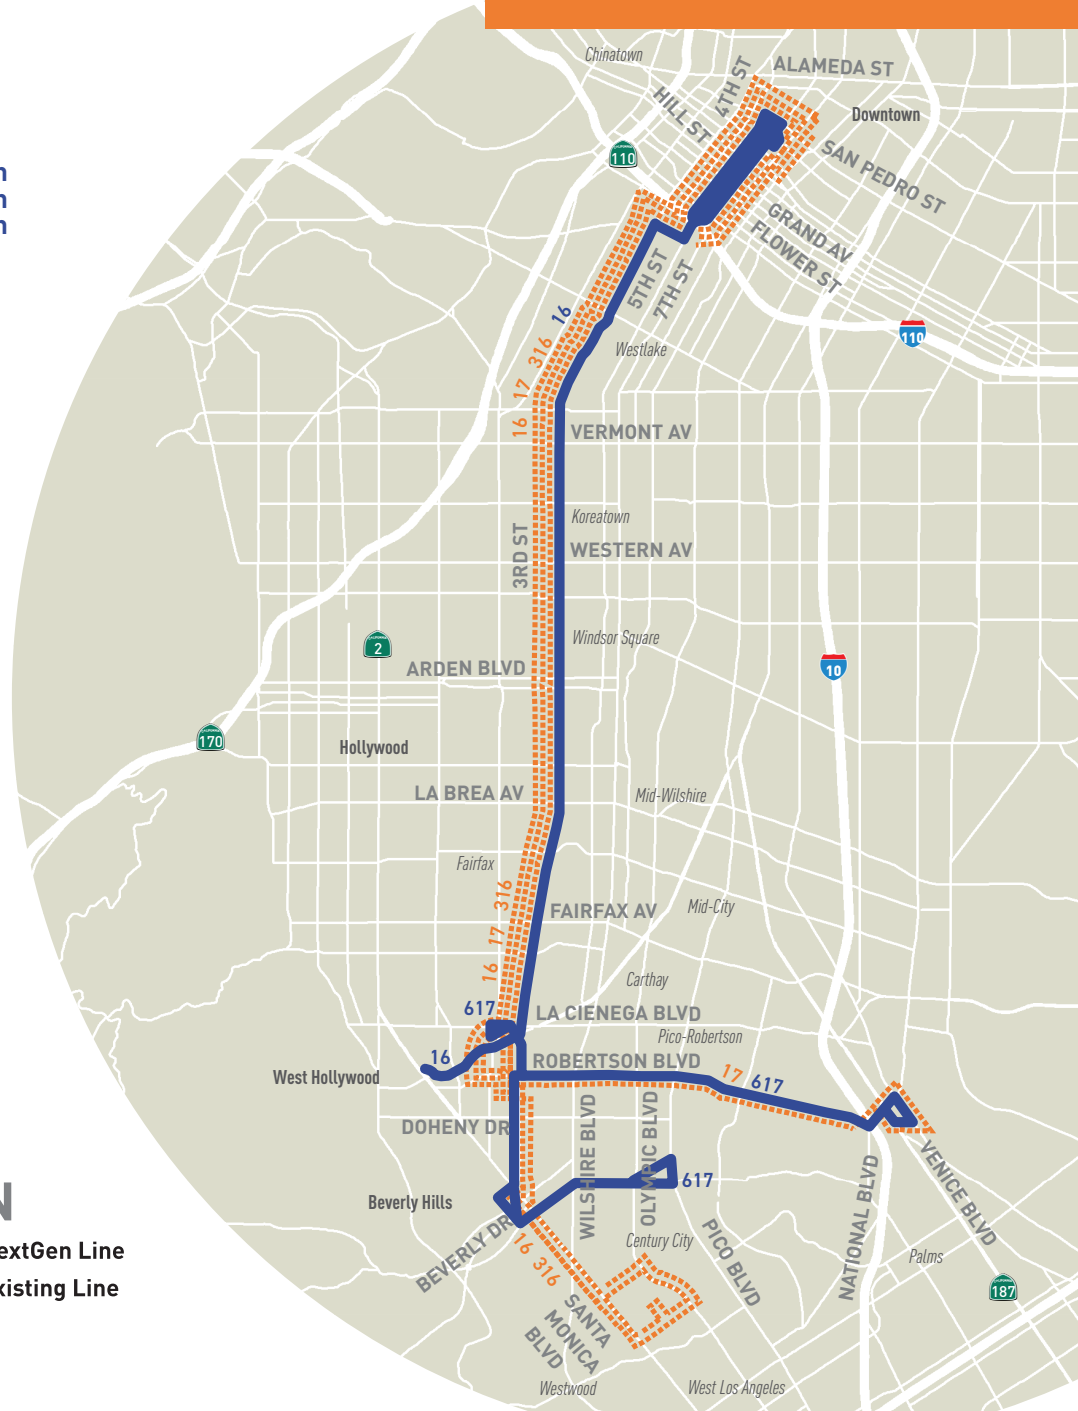 Chinatown
4TH ST
ALAMEDA ST
HILL ST
Downtown
CALIFORNIA
110
SAN PEDRO ST
GRAND AV
FLOWER ST
5TH ST
7TH ST
16
316
17
16
Westlake
110
VERMONT AV
Koreatown
WESTERN AV
3RD ST
Windsor Square
2
ARDEN BLVD
10
170
Hollywood
LA BREA AV
Mid-Wilshire
Fairfax
316
FAIRFAX AV
Mid-City
17
16
Carthay
617
LA CIENEGA BLVD
Pico-Robertson
16
ROBERTSON BLVD
West Hollywood
17
617
DOHENY DR
WILSHIRE BLVD
OLYMPIC BLVD
617
VENICE BLVD
NATIONAL BLVD
Beverly Hills
BEVERLY DR
16
316
Century City
PICO BLVD
Palms
187
SANTA
MONICA
BLVD
Westwood
West Los Angeles
n
n
n
N
extGen Line
xisting Line